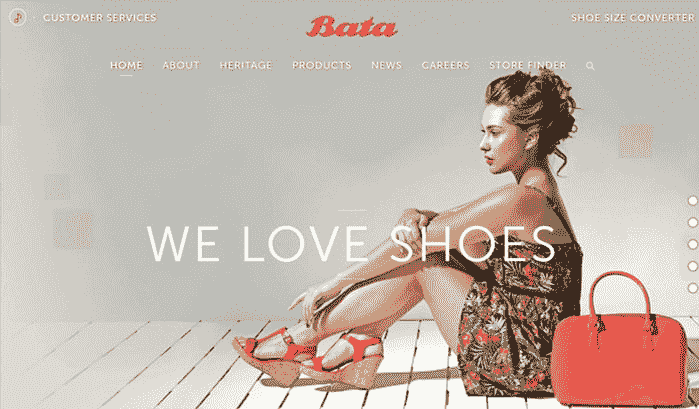 CUSTOMER SERVICES
Bata
SHOE SIZE CONVERTER
HOME ABOUT HERITAGE PRODUCTS NEWS CAREERS STORE FINDER
WE LOVE SHOES